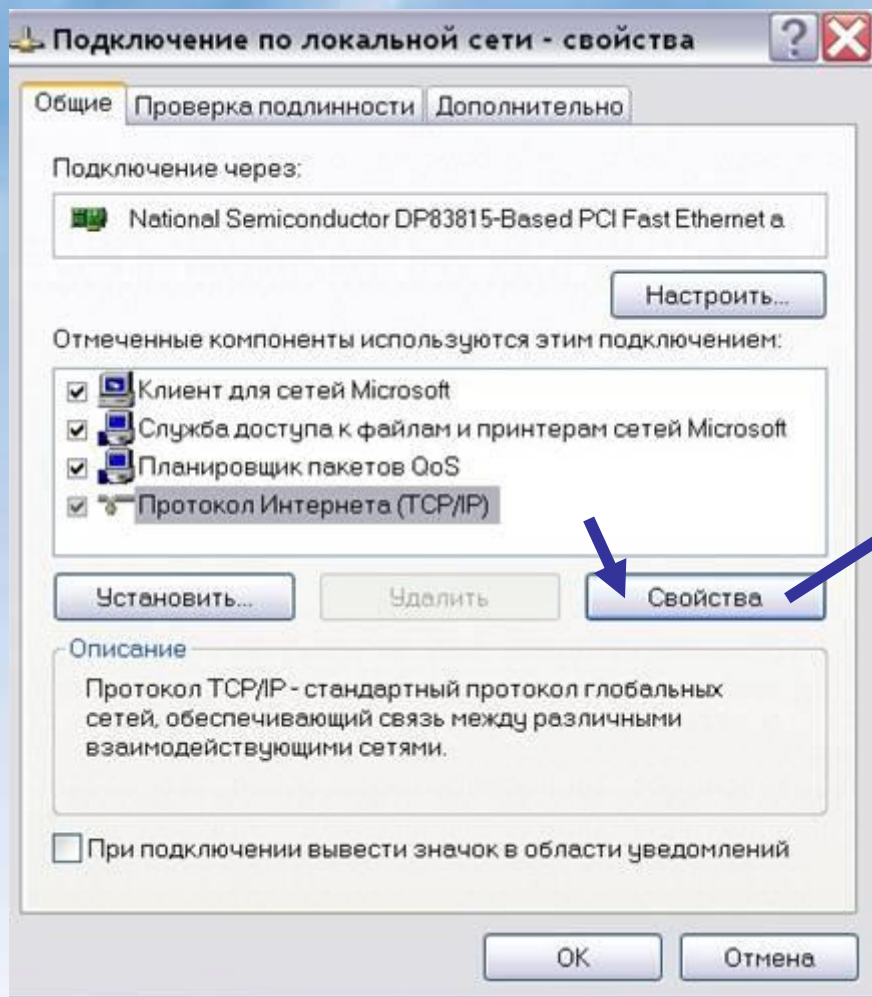 Подключение по локальной сети - свойства
Общие
Проверка подлинности
Дополнительно
Подключение через:
National Semiconductor DP83815-Based PCI Fast Ethernet a
Настроить...
Отмеченные компоненты используются этим подключением:
Клиент для сетей Microsoft
Служба доступа к файлам и принтерам сетей Microsoft
Планировщик пакетов QoS
Протокол Интернета (TCP/IP)
Установить...
Удалить
Свойства
Описание
Протокол TCP/IP - стандартный протокол глобальных
сетей, обеспечивающий связь между различными
взаимодействующими сетями.
При подключении вывести значок в области уведомлений
OK
Отмена